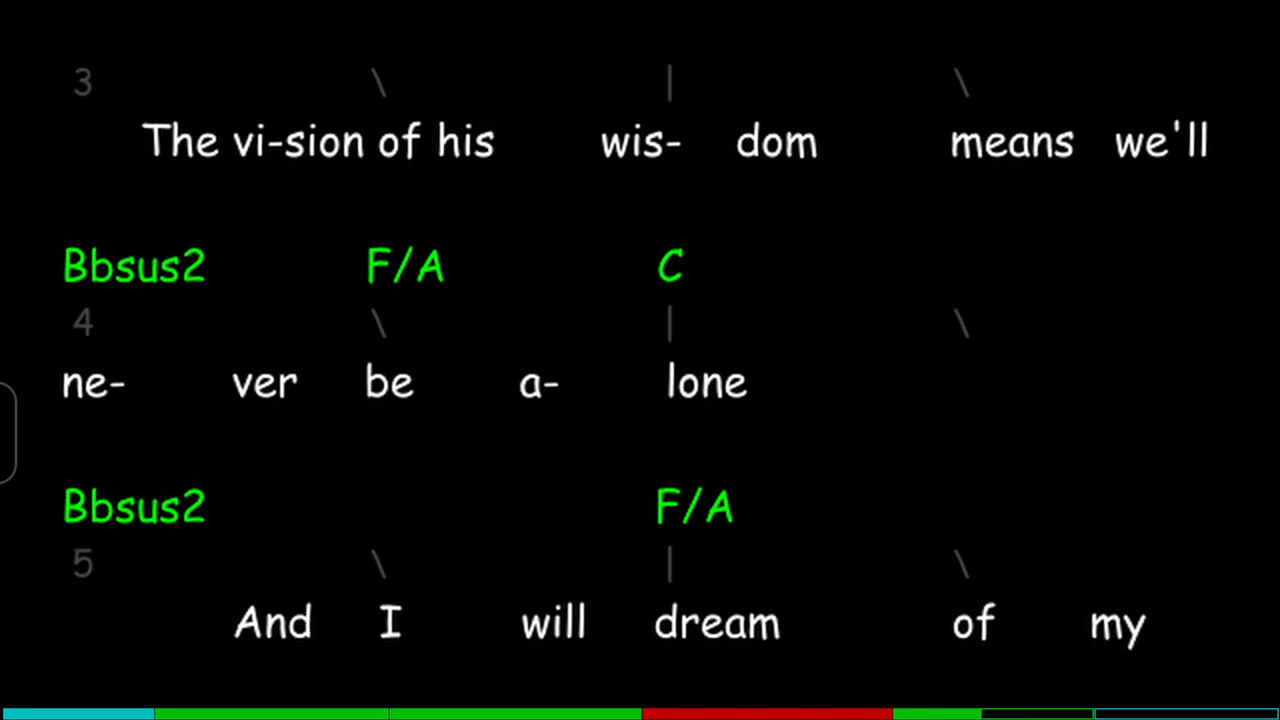 3 \ | \
The vi-sion of his wis- dom means we'll
Bbsus2 F/A C
4 \ | \
ne- ver be a- lone
Bbsus2 F/A
5 \ | \
And I will dream of my